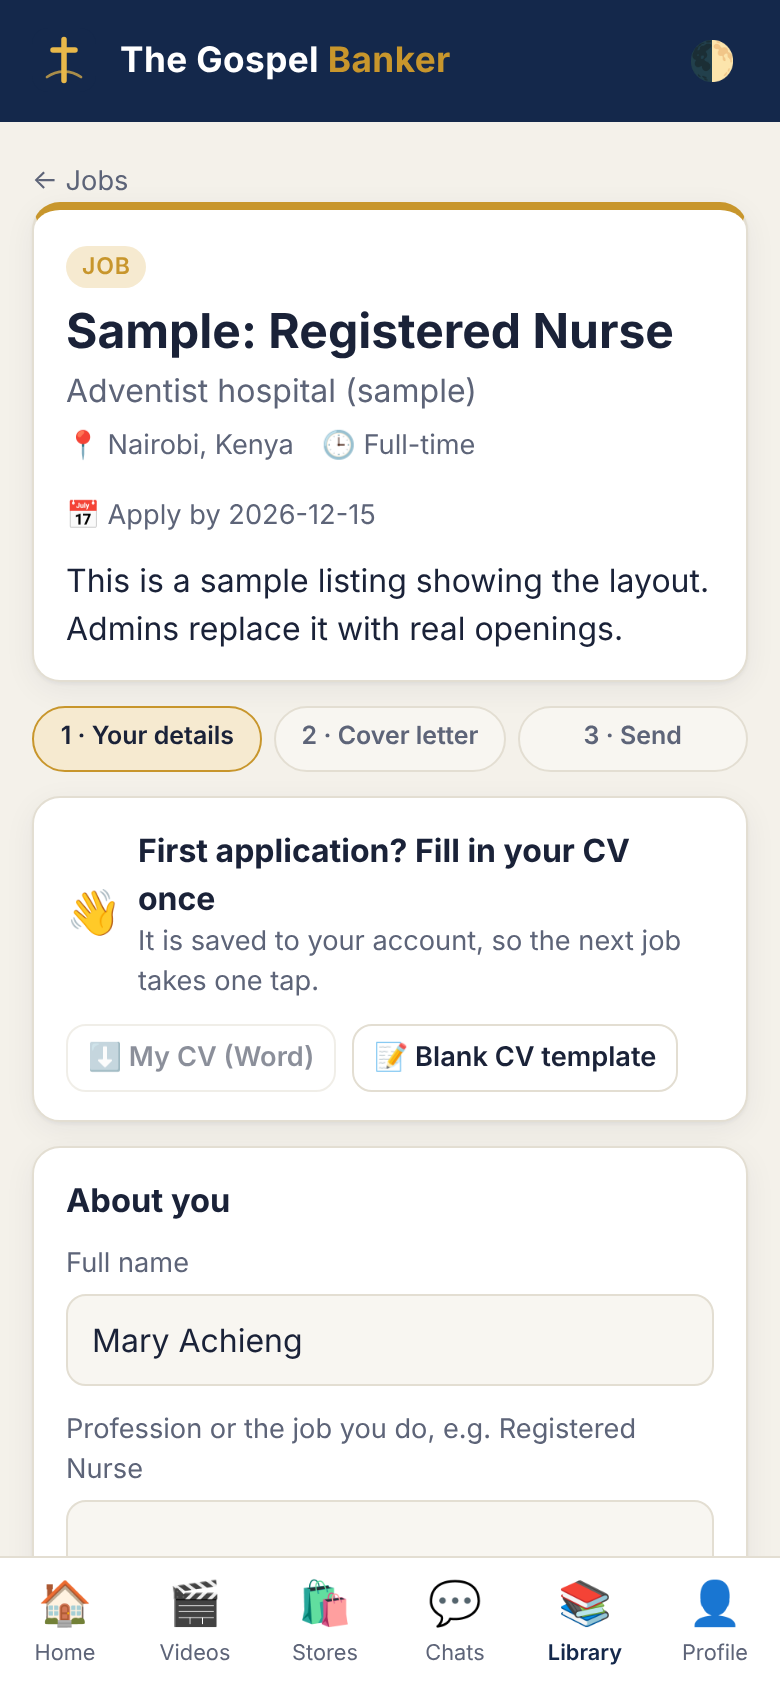 The Gospel Banker
← Jobs
JOB
Sample: Registered Nurse
Adventist hospital (sample)
📍 Nairobi, Kenya 🕒 Full-time
📅 Apply by 2026-12-15
This is a sample listing showing the layout.
Admins replace it with real openings.
1 · Your details
2 · Cover letter
3 · Send
First application? Fill in your CV
once
It is saved to your account, so the next job
takes one tap.
⬇️ My CV (Word)
📝 Blank CV template
About you
Full name
Mary Achieng
Profession or the job you do, e.g. Registered
Nurse
Home
Videos
Stores
Chats
Library
Profile